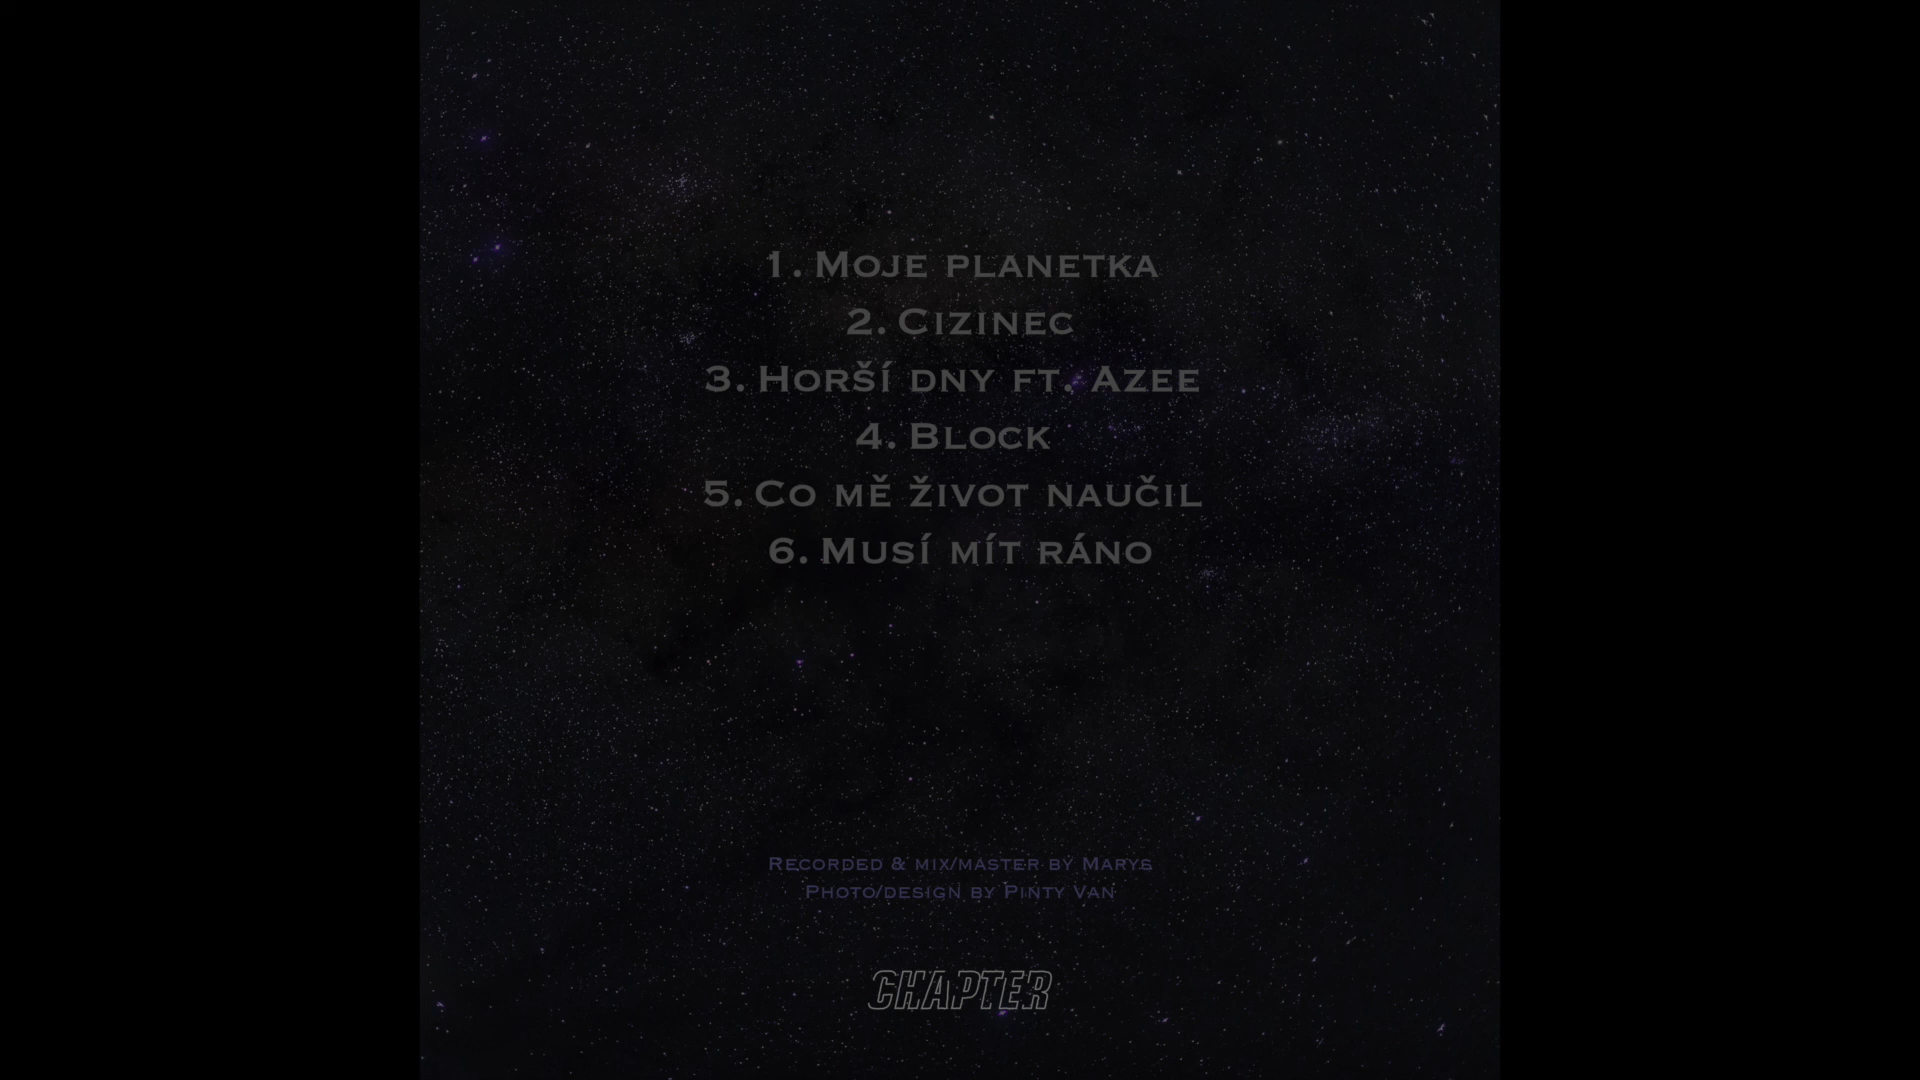 1. Moje planetka
2. Cizinec
3. Horší dny ft. Azee
4. Block
5. Co mě život naučil
6. Musí mít ráno
Recorded & mix/master by Marys
Photo/design by Pinty Van
CHAPTER